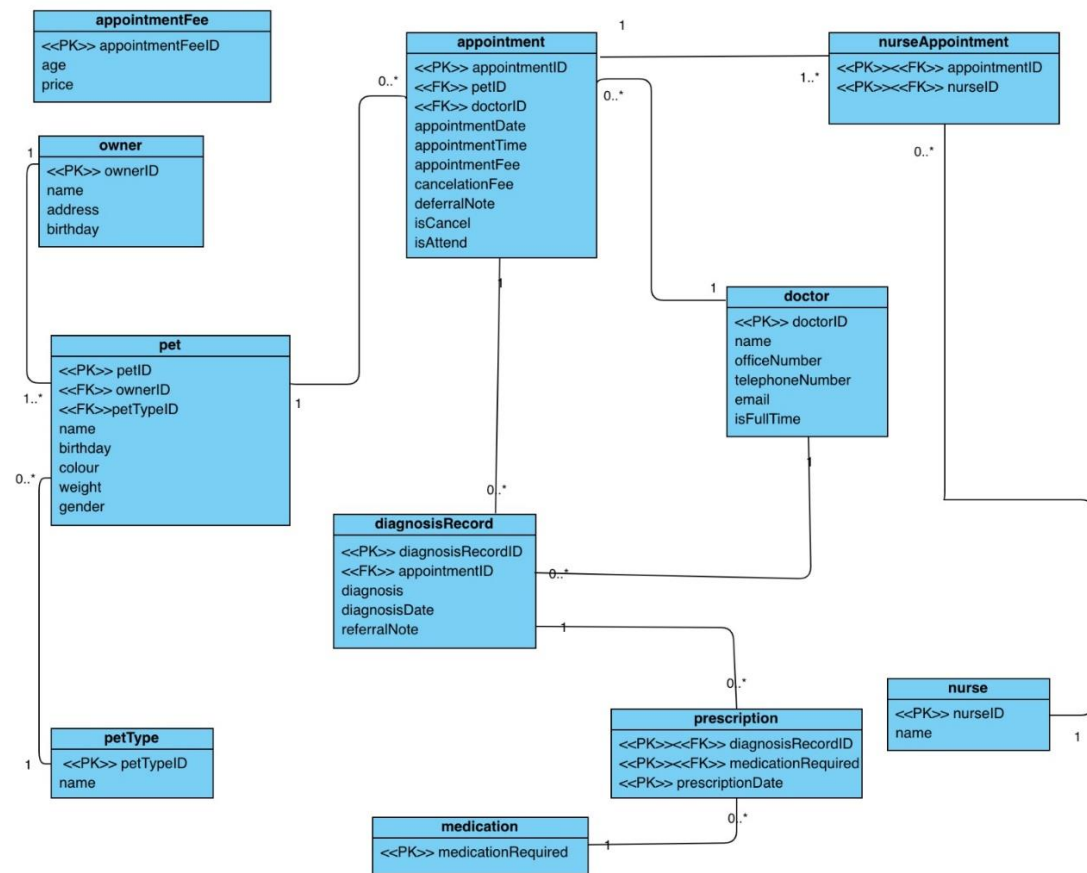 appointmentFee
<<PK>> appointmentFeeID
age
price
owner
<<PK>> ownerID
name
address
birthday
1
1..*
pet
<<PK>> petID
<<FK>> ownerID
<<FK>>petTypeID
name
birthday
colour
weight
gender
0..*
1
1
0..*
petType
<<PK>> petTypeID
name
appointment
<<PK>> appointmentID
<<FK>> petID
<<FK>> doctorID
appointmentDate
appointmentTime
appointmentFee
cancelationFee
deferralNote
isCancel
isAttend
1
1..*
0..*
1
nurseAppointment
<<PK>><<FK>> appointmentID
<<PK>><<FK>> nurseID
0..*
doctor
<<PK>> doctorID
name
officeNumber
telephoneNumber
email
isFullTime
1
1
0..*
diagnosisRecord
<<PK>> diagnosisRecordID
<<FK>> appointmentID
diagnosis
diagnosisDate
referralNote
0..*
1
0..*
prescription
<<PK>><<FK>> diagnosisRecordID
<<PK>><<FK>> medicationRequired
<<PK>> prescriptionDate
0..*
nurse
<<PK>> nurseID
name
1
medication
<<PK>> medicationRequired
1